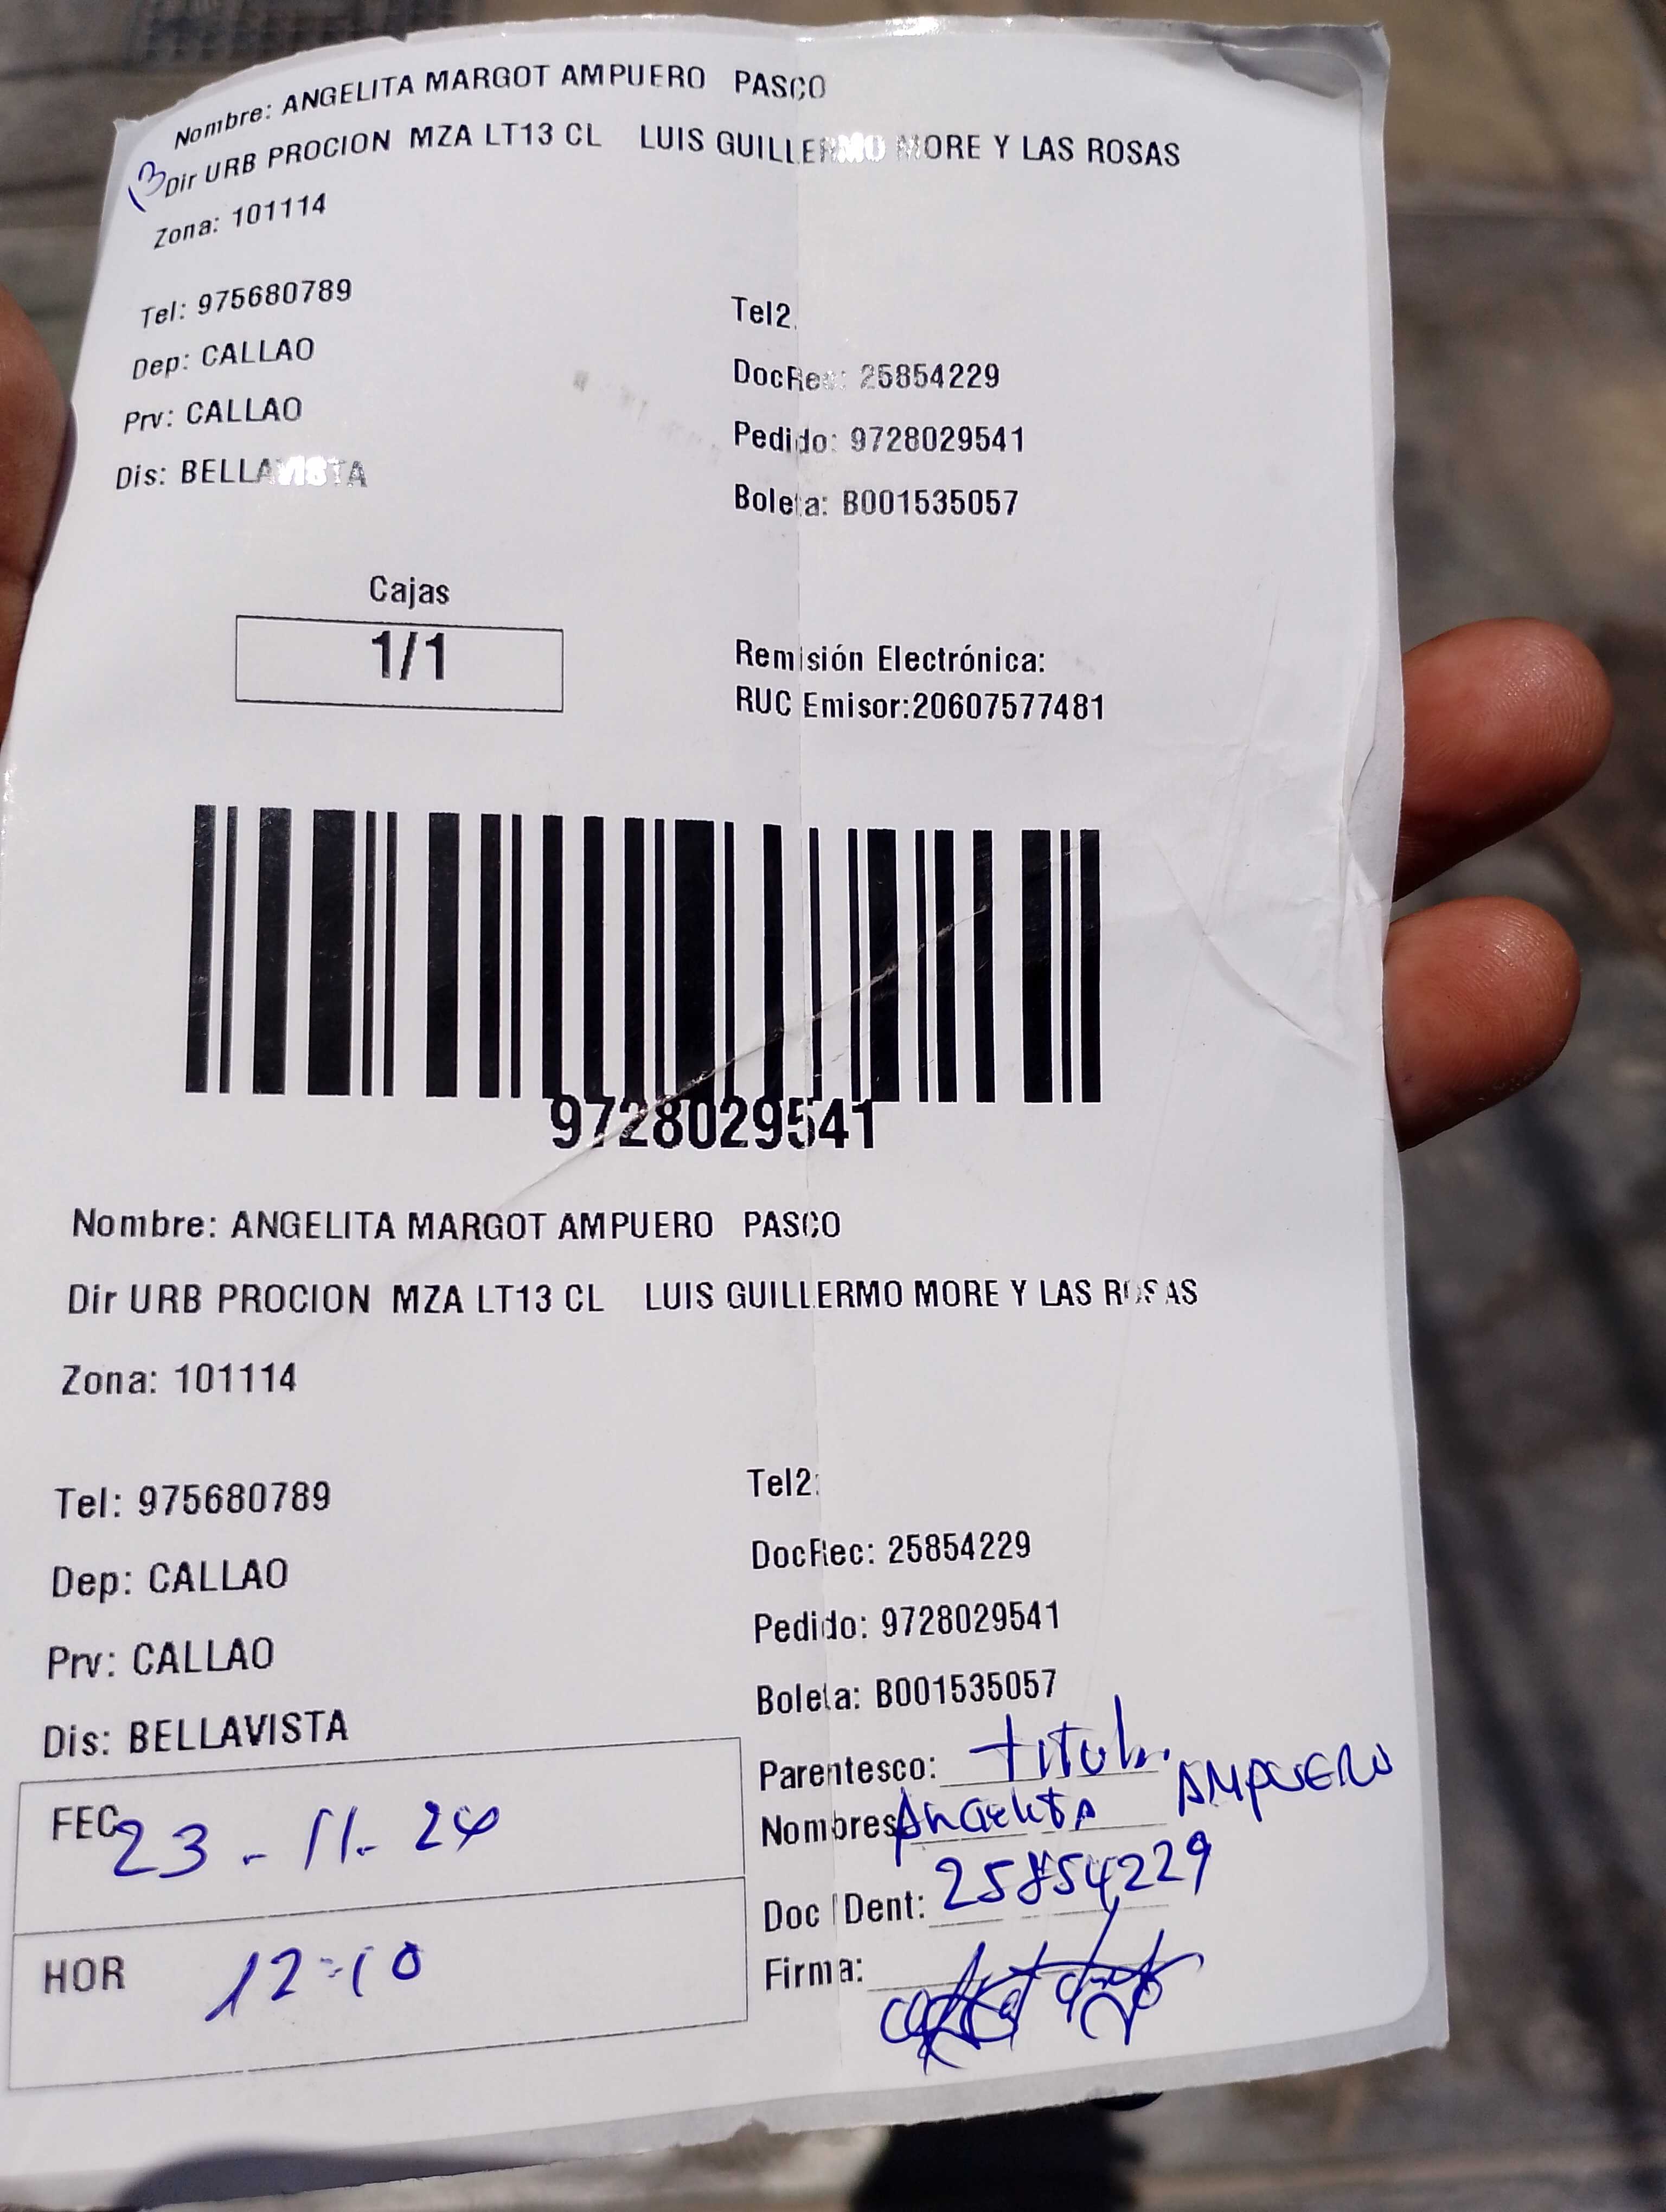 Nombre: ANGELITA MARGOT AMPUERO PASCO
13
Dir URB PROCION MZA LT13 CL LUIS GUILLERMO MORE Y LAS ROSAS
Zona: 101114
Tel: 975680789
Tel2:
Dep: CALLAO
DocRec: 25854229
Prv: CALLAO
Pedido: 9728029541
Dis: BELLAVISTA
Boleta: B001535057
Cajas
1/1
Remisión Electrónica:
RUC Emisor:20607577481
9728029541
Nombre: ANGELITA MARGOT AMPUERO PASCO
Dir URB PROCION MZA LT13 CL LUIS GUILLERMO MORE Y LAS ROSAS
Zona: 101114
Tel: 975680789
Tel2:
Dep: CALLAO
DocRec: 25854229
Prv: CALLAO
Pedido: 9728029541
Dis: BELLAVISTA
Boleta: B001535057
Parentesco: titular
Nombres Angelita AMPUERO
Doc Dent: 25854229
Firma:
FEC 23-11-24
HOR 12:10